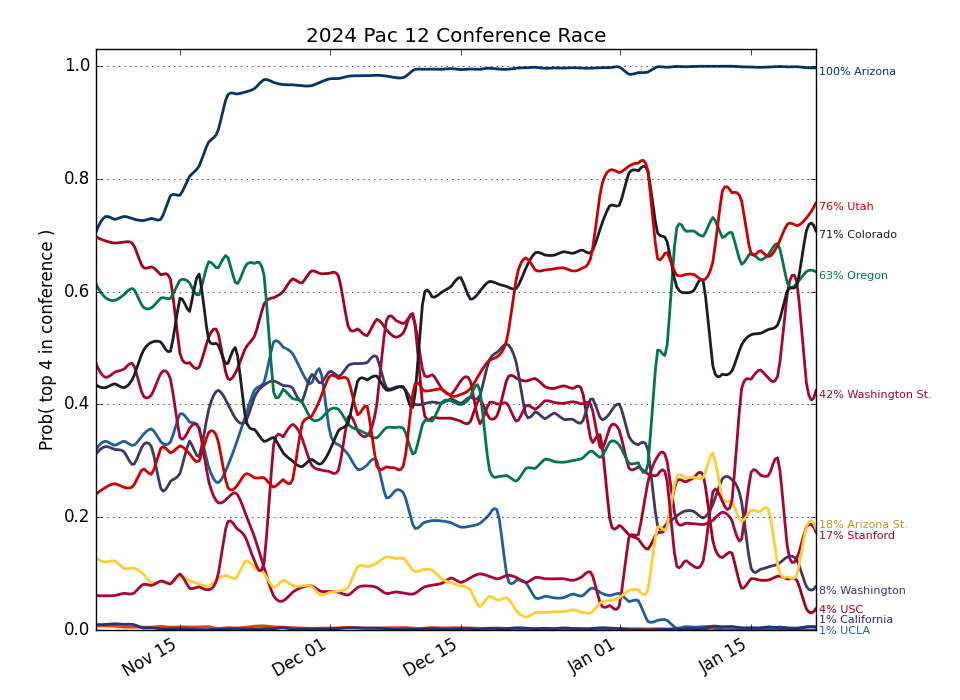 2024 Pac 12 Conference Race
Prob( top 4 in conference )
1.0
0.8
0.6
0.4
0.2
0.0
Nov 15
Dec 01
Dec 15
Jan 01
Jan 15
100% Arizona
76% Utah
71% Colorado
63% Oregon
42% Washington St.
18% Arizona St.
17% Stanford
8% Washington
4% USC
1% California
1% UCLA